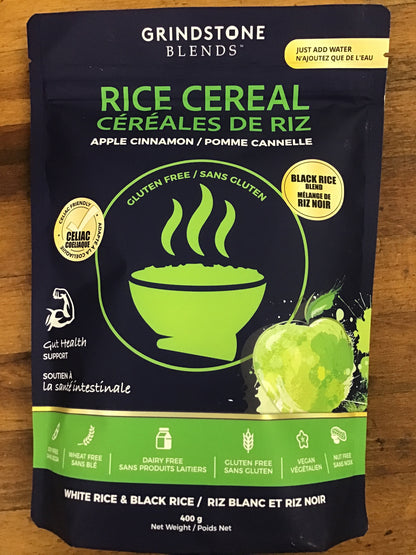 GRINDSTONE
BLENDS™
JUST ADD WATER
N'AJOUTEZ QUE DE L'EAU
RICE CEREAL
CÉRÉALES DE RIZ
APPLE CINNAMON / POMME CANNELLE
GLUTEN FREE / SANS GLUTEN
BLACK RICE
BLEND
MÉLANGE DE
RIZ NOIR
CELIAC FRIENDLY
CELIAC
COELIAQUE
Gut Health
SUPPORT
SOUTIEN À
la santé intestinale
WHEAT FREE
SANS BLÉ
DAIRY FREE
SANS PRODUITS LAITIERS
GLUTEN FREE
SANS GLUTEN
VEGAN
VÉGÉTALIEN
NUT FREE
SANS NOIX
WHITE RICE & BLACK RICE / RIZ BLANC ET RIZ NOIR
400 g
Net Weight / Poids Net